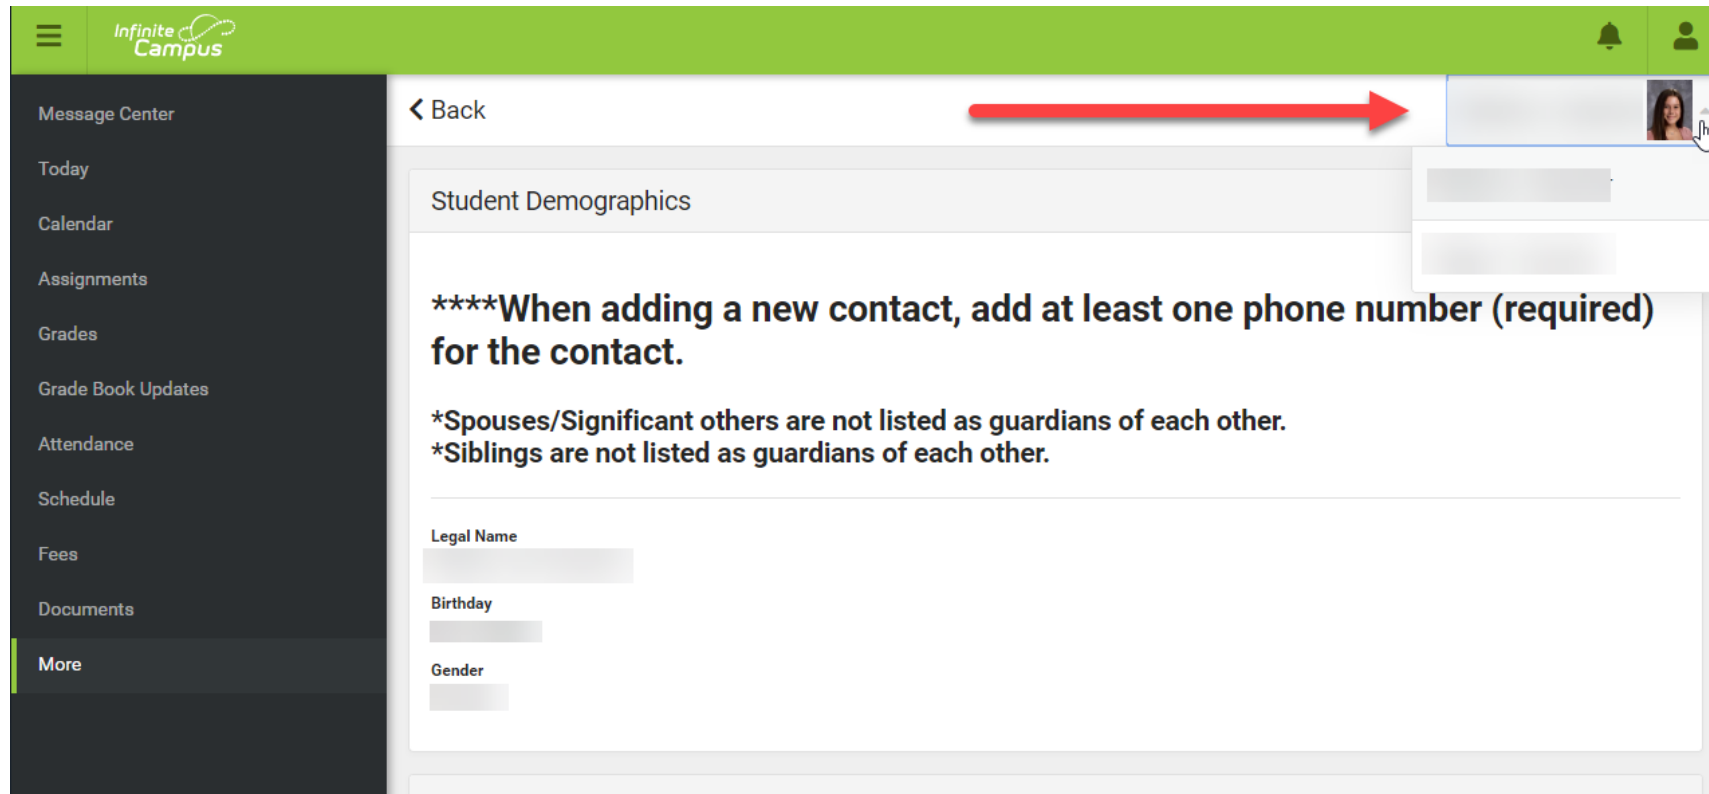 Infinite
Campus
Message Center
Today
Calendar
Assignments
Grades
Grade Book Updates
Attendance
Schedule
Fees
Documents
More
Back
Student Demographics
****When adding a new contact, add at least one phone number (required)
for the contact.
*Spouses/Significant others are not listed as guardians of each other.
*Siblings are not listed as guardians of each other.
Legal Name
Birthday
Gender